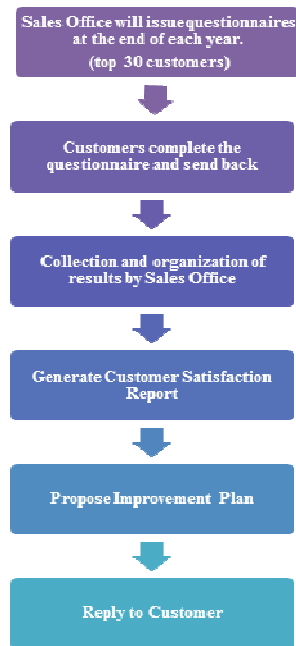 Sales Office will issue questionnaires
at the end of each year.
(top 30 customers)
Customers complete the
questionnaire and send back
Collection and organization of
results by Sales Office
Generate Customer Satisfaction
Report
Propose Improvement Plan
Reply to Customer